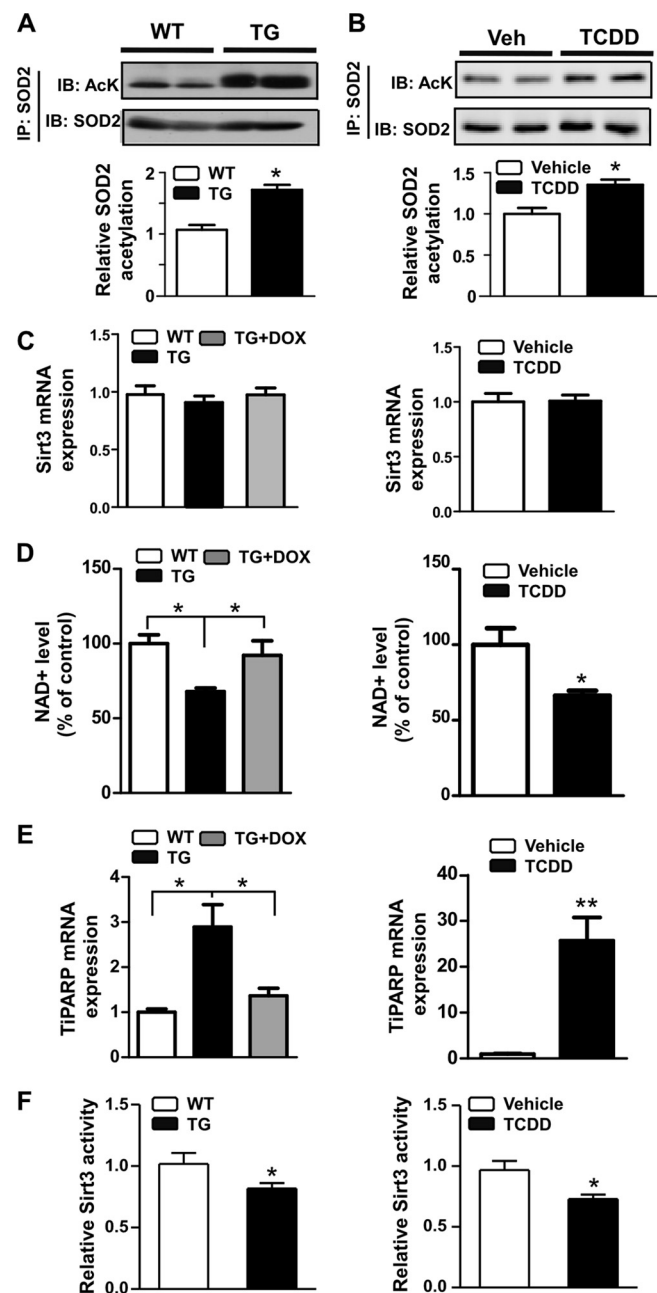 A
WT TG
IP: SOD2
IB: AcK
IB: SOD2
Relative SOD2
acetylation
2
1
0
WT
TG
*
B
Veh TCDD
IP: SOD2
IB: AcK
IB: SOD2
Relative SOD2
acetylation
1.5
1.0
0.5
0
Vehicle
TCDD
*
C
Sirt3 mRNA
expression
1.5
1.0
0.5
0.0
WT TG+DOX
TG
Sirt3 mRNA
expression
1.5
1.0
0.5
0.0
Vehicle
TCDD
D
NAD+ level
(% of control)
150
100
50
0
WT TG+DOX
TG
* *
NAD+ level
(% of control)
150
100
50
0
Vehicle
TCDD
*
E
TiPARP mRNA
expression
4
3
2
1
0
WT TG+DOX
TG
* *
TiPARP mRNA
expression
40
30
20
10
0
Vehicle
TCDD
**
F
Relative Sirt3 activity
1.5
1.0
0.5
0.0
WT
TG
*
Relative Sirt3 activity
1.5
1.0
0.5
0.0
Vehicle
TCDD
*